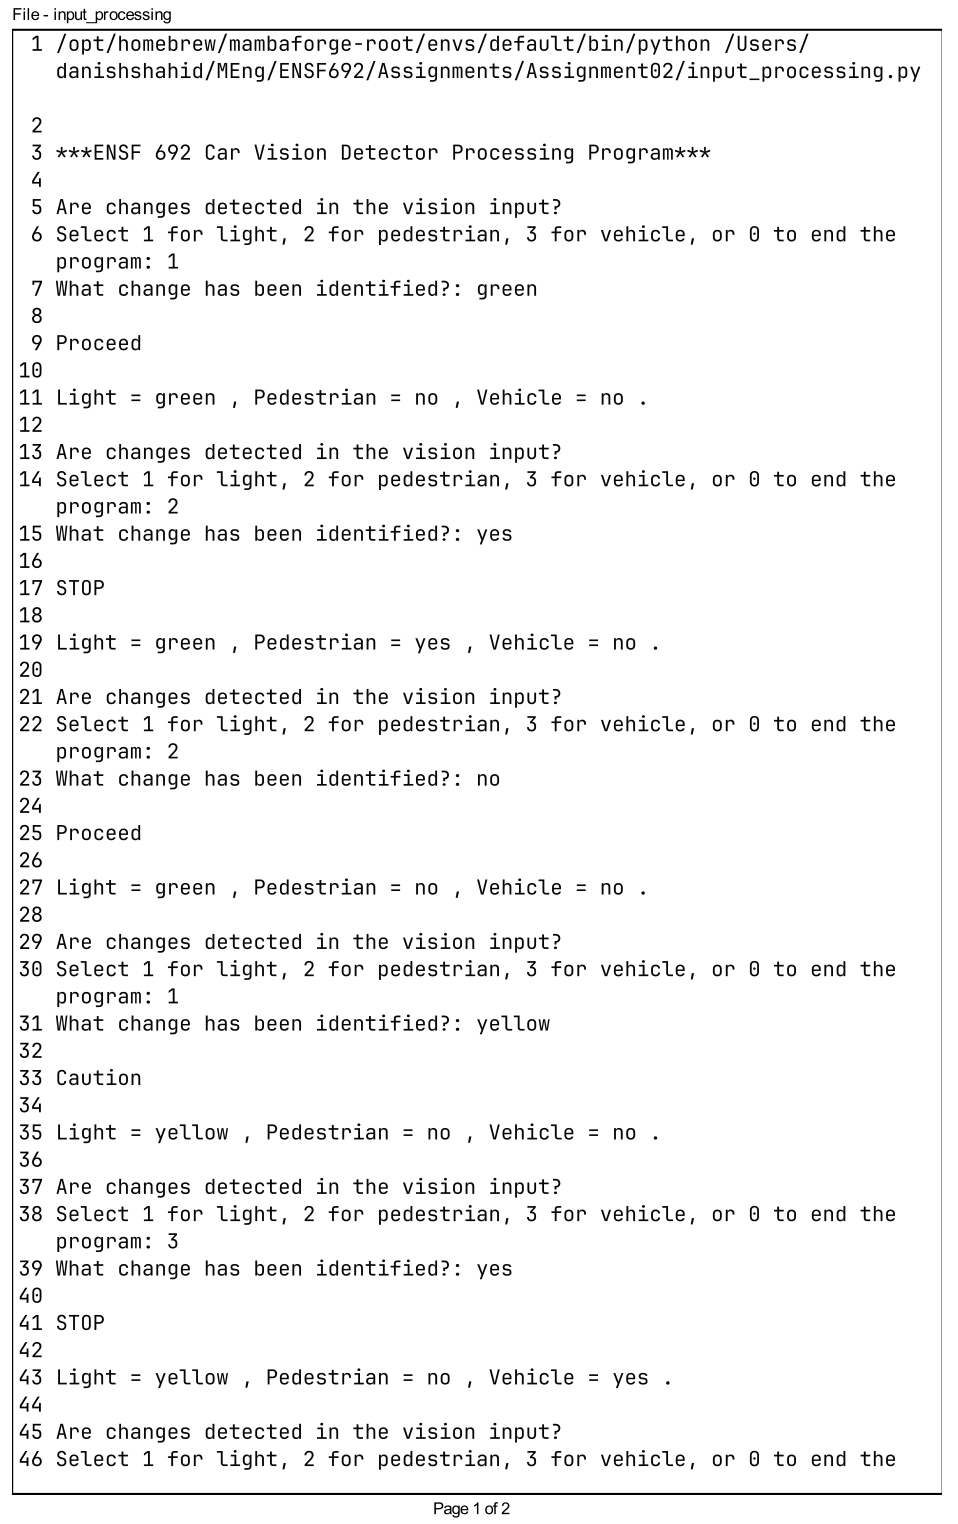 File - input_processing
1 /opt/homebrew/mambaforge-root/envs/default/bin/python /Users/
danishshahid/MEng/ENSF692/Assignments/Assignment02/input_processing.py
2
3 ***ENSF 692 Car Vision Detector Processing Program***
4
5 Are changes detected in the vision input?
6 Select 1 for light, 2 for pedestrian, 3 for vehicle, or 0 to end the
program: 1
7 What change has been identified?: green
8
9 Proceed
10
11 Light = green , Pedestrian = no , Vehicle = no .
12
13 Are changes detected in the vision input?
14 Select 1 for light, 2 for pedestrian, 3 for vehicle, or 0 to end the
program: 2
15 What change has been identified?: yes
16
17 STOP
18
19 Light = green , Pedestrian = yes , Vehicle = no .
20
21 Are changes detected in the vision input?
22 Select 1 for light, 2 for pedestrian, 3 for vehicle, or 0 to end the
program: 2
23 What change has been identified?: no
24
25 Proceed
26
27 Light = green , Pedestrian = no , Vehicle = no .
28
29 Are changes detected in the vision input?
30 Select 1 for light, 2 for pedestrian, 3 for vehicle, or 0 to end the
program: 1
31 What change has been identified?: yellow
32
33 Caution
34
35 Light = yellow , Pedestrian = no , Vehicle = no .
36
37 Are changes detected in the vision input?
38 Select 1 for light, 2 for pedestrian, 3 for vehicle, or 0 to end the
program: 3
39 What change has been identified?: yes
40
41 STOP
42
43 Light = yellow , Pedestrian = no , Vehicle = yes .
44
45 Are changes detected in the vision input?
46 Select 1 for light, 2 for pedestrian, 3 for vehicle, or 0 to end the
Page 1 of 2